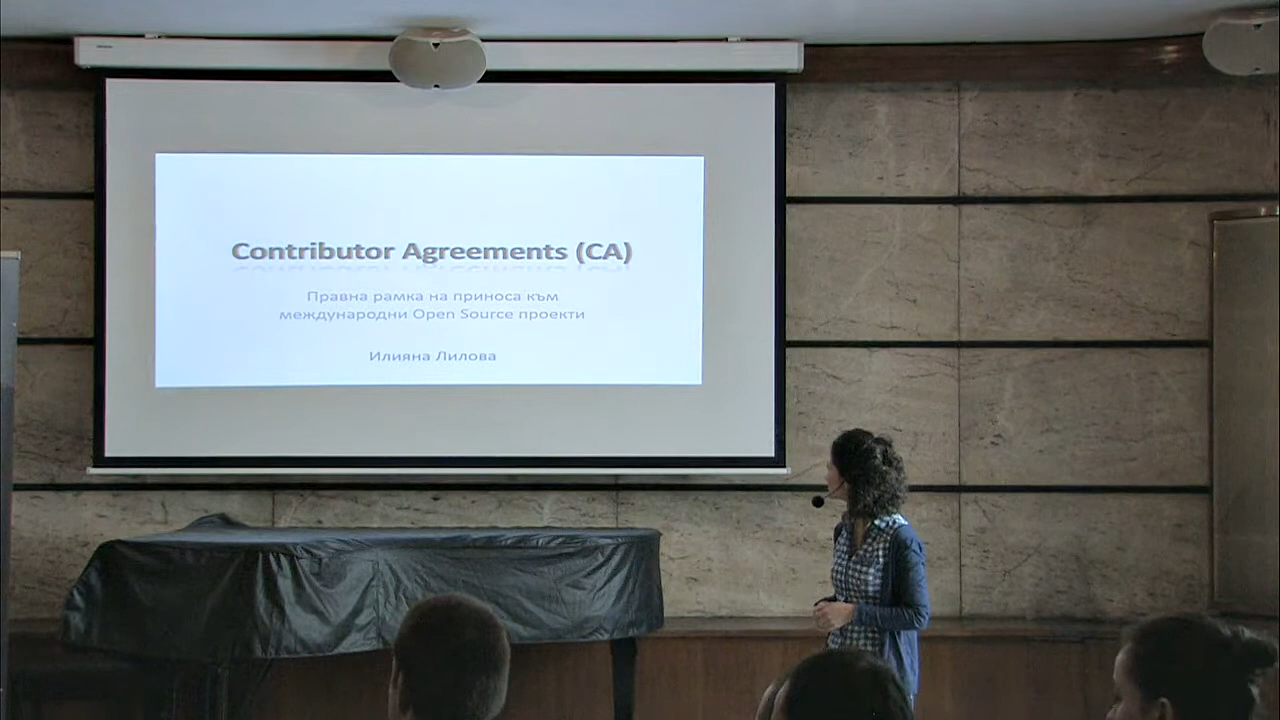 Contributor Agreements (CA)
Правна рамка на приноса към
международни Open Source проекти
Илияна Лилова